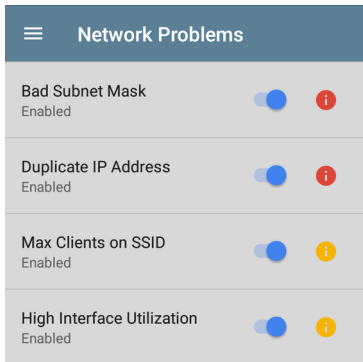 Network Problems
Bad Subnet Mask
Enabled
Duplicate IP Address
Enabled
Max Clients on SSID
Enabled
High Interface Utilization
Enabled